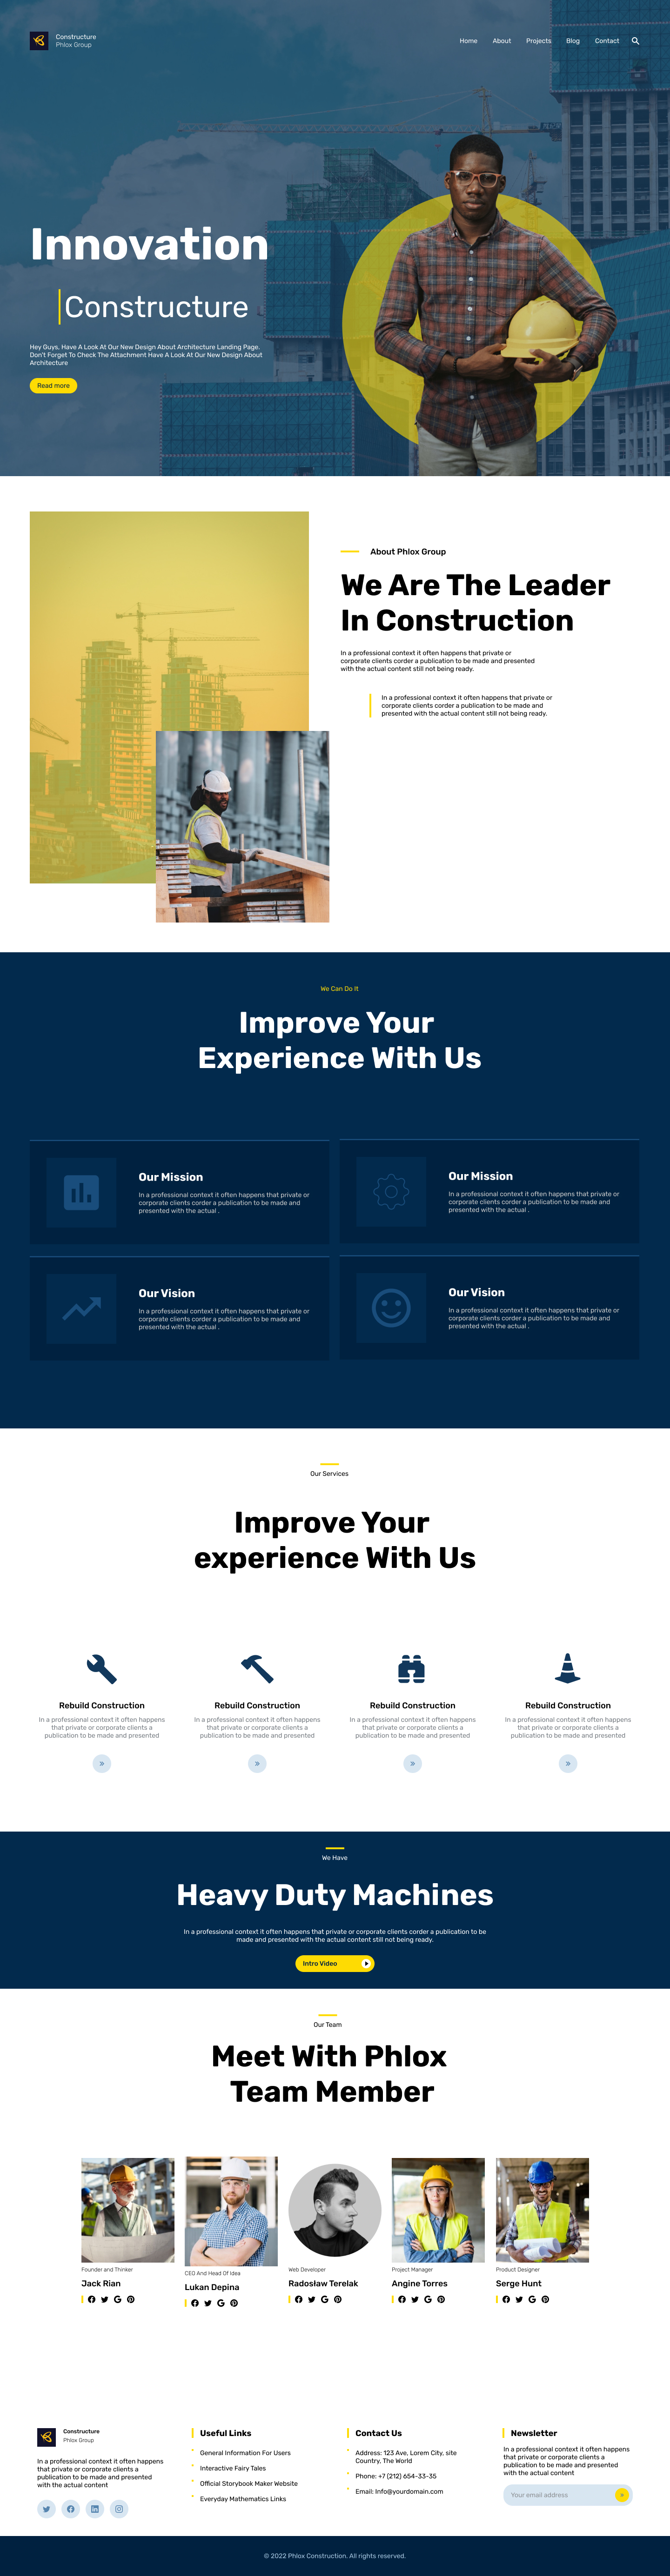 Constructure
Phlox Group
Home About Projects Blog Contact
Innovation
Constructure
Hey Guys, Have A Look At Our New Design About Architecture Landing Page.
Don't Forget To Check The Attachment Have A Look At Our New Design About
Architecture
Read more
About Phlox Group
We Are The Leader
In Construction
In a professional context it often happens that private or
corporate clients corder a publication to be made and presented
with the actual content still not being ready.
In a professional context it often happens that private or
corporate clients corder a publication to be made and
presented with the actual content still not being ready.
We Can Do It
Improve Your
Experience With Us
Our Mission
In a professional context it often happens that private or
corporate clients corder a publication to be made and
presented with the actual .
Our Mission
In a professional context it often happens that private or
corporate clients corder a publication to be made and
presented with the actual .
Our Vision
In a professional context it often happens that private or
corporate clients corder a publication to be made and
presented with the actual .
Our Vision
In a professional context it often happens that private or
corporate clients corder a publication to be made and
presented with the actual .
Our Services
Improve Your
experience With Us
Rebuild Construction
In a professional context it often happens
that private or corporate clients a
publication to be made and presented
Rebuild Construction
In a professional context it often happens
that private or corporate clients a
publication to be made and presented
Rebuild Construction
In a professional context it often happens
that private or corporate clients a
publication to be made and presented
Rebuild Construction
In a professional context it often happens
that private or corporate clients a
publication to be made and presented
We Have
Heavy Duty Machines
In a professional context it often happens that private or corporate clients corder a publication to be
made and presented with the actual content still not being ready.
Intro Video
Our Team
Meet With Phlox
Team Member
Founder and Thinker
Jack Rian
CEO And Head Of Idea
Lukan Depina
Web Developer
Radosław Terelak
Project Manager
Angine Torres
Product Designer
Serge Hunt
Constructure
Phlox Group
In a professional context it often happens
that private or corporate clients a
publication to be made and presented
with the actual content
Useful Links
General Information For Users
Interactive Fairy Tales
Official Storybook Maker Website
Everyday Mathematics Links
Contact Us
Address: 123 Ave, Lorem City, site
Country, The World
Phone: +7 (212) 654-33-35
Email: Info@yourdomain.com
Newsletter
In a professional context it often happens
that private or corporate clients a
publication to be made and presented
with the actual content
Your email address
© 2022 Phlox Construction. All rights reserved.